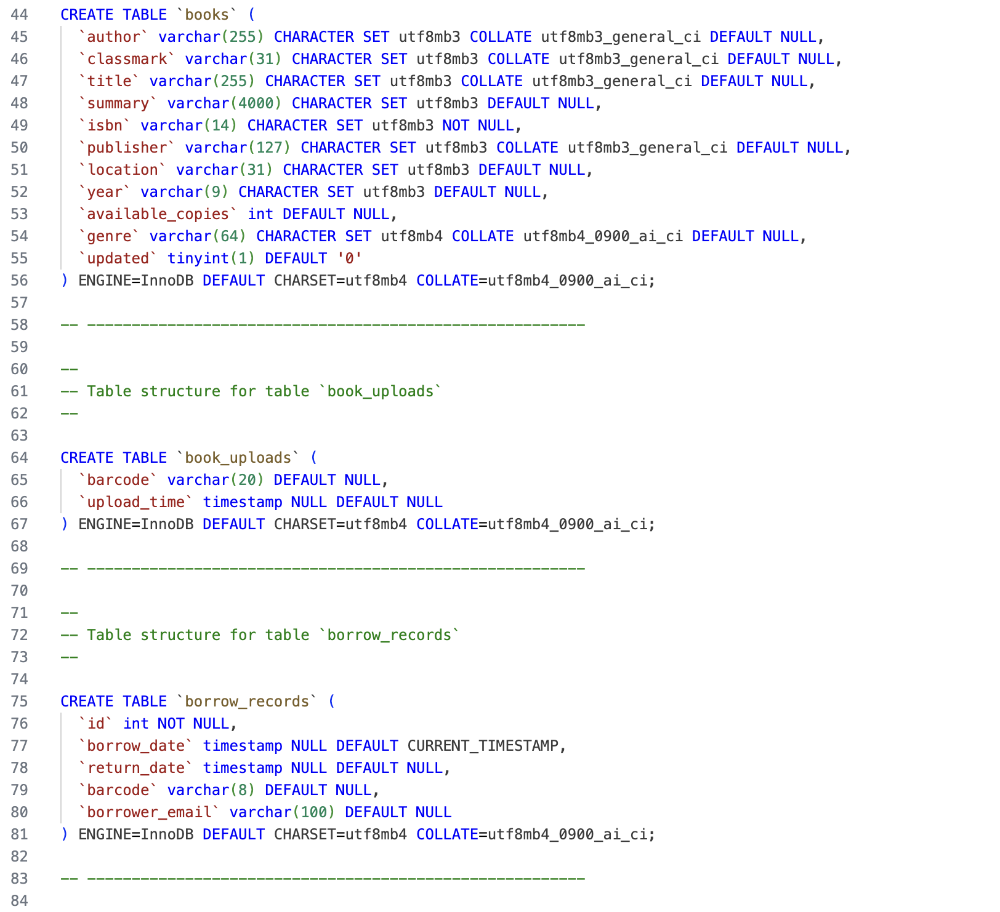 44 CREATE TABLE `books` (
45 `author` varchar(255) CHARACTER SET utf8mb3 COLLATE utf8mb3_general_ci DEFAULT NULL,
46 `classmark` varchar(31) CHARACTER SET utf8mb3 COLLATE utf8mb3_general_ci DEFAULT NULL,
47 `title` varchar(255) CHARACTER SET utf8mb3 COLLATE utf8mb3_general_ci DEFAULT NULL,
48 `summary` varchar(4000) CHARACTER SET utf8mb3 DEFAULT NULL,
49 `isbn` varchar(14) CHARACTER SET utf8mb3 NOT NULL,
50 `publisher` varchar(127) CHARACTER SET utf8mb3 COLLATE utf8mb3_general_ci DEFAULT NULL,
51 `location` varchar(31) CHARACTER SET utf8mb3 DEFAULT NULL,
52 `year` varchar(9) CHARACTER SET utf8mb3 DEFAULT NULL,
53 `available_copies` int DEFAULT NULL,
54 `genre` varchar(64) CHARACTER SET utf8mb4 COLLATE utf8mb4_0900_ai_ci DEFAULT NULL,
55 `updated` tinyint(1) DEFAULT '0'
56 ) ENGINE=InnoDB DEFAULT CHARSET=utf8mb4 COLLATE=utf8mb4_0900_ai_ci;
57
58 -- --------------------------------------------------------
59
60 --
61 -- Table structure for table `book_uploads`
62 --
63
64 CREATE TABLE `book_uploads` (
65 `barcode` varchar(20) DEFAULT NULL,
66 `upload_time` timestamp NULL DEFAULT NULL
67 ) ENGINE=InnoDB DEFAULT CHARSET=utf8mb4 COLLATE=utf8mb4_0900_ai_ci;
68
69 -- --------------------------------------------------------
70
71 --
72 -- Table structure for table `borrow_records`
73 --
74
75 CREATE TABLE `borrow_records` (
76 `id` int NOT NULL,
77 `borrow_date` timestamp NULL DEFAULT CURRENT_TIMESTAMP,
78 `return_date` timestamp NULL DEFAULT NULL,
79 `barcode` varchar(8) DEFAULT NULL,
80 `borrower_email` varchar(100) DEFAULT NULL
81 ) ENGINE=InnoDB DEFAULT CHARSET=utf8mb4 COLLATE=utf8mb4_0900_ai_ci;
82
83 -- --------------------------------------------------------
84